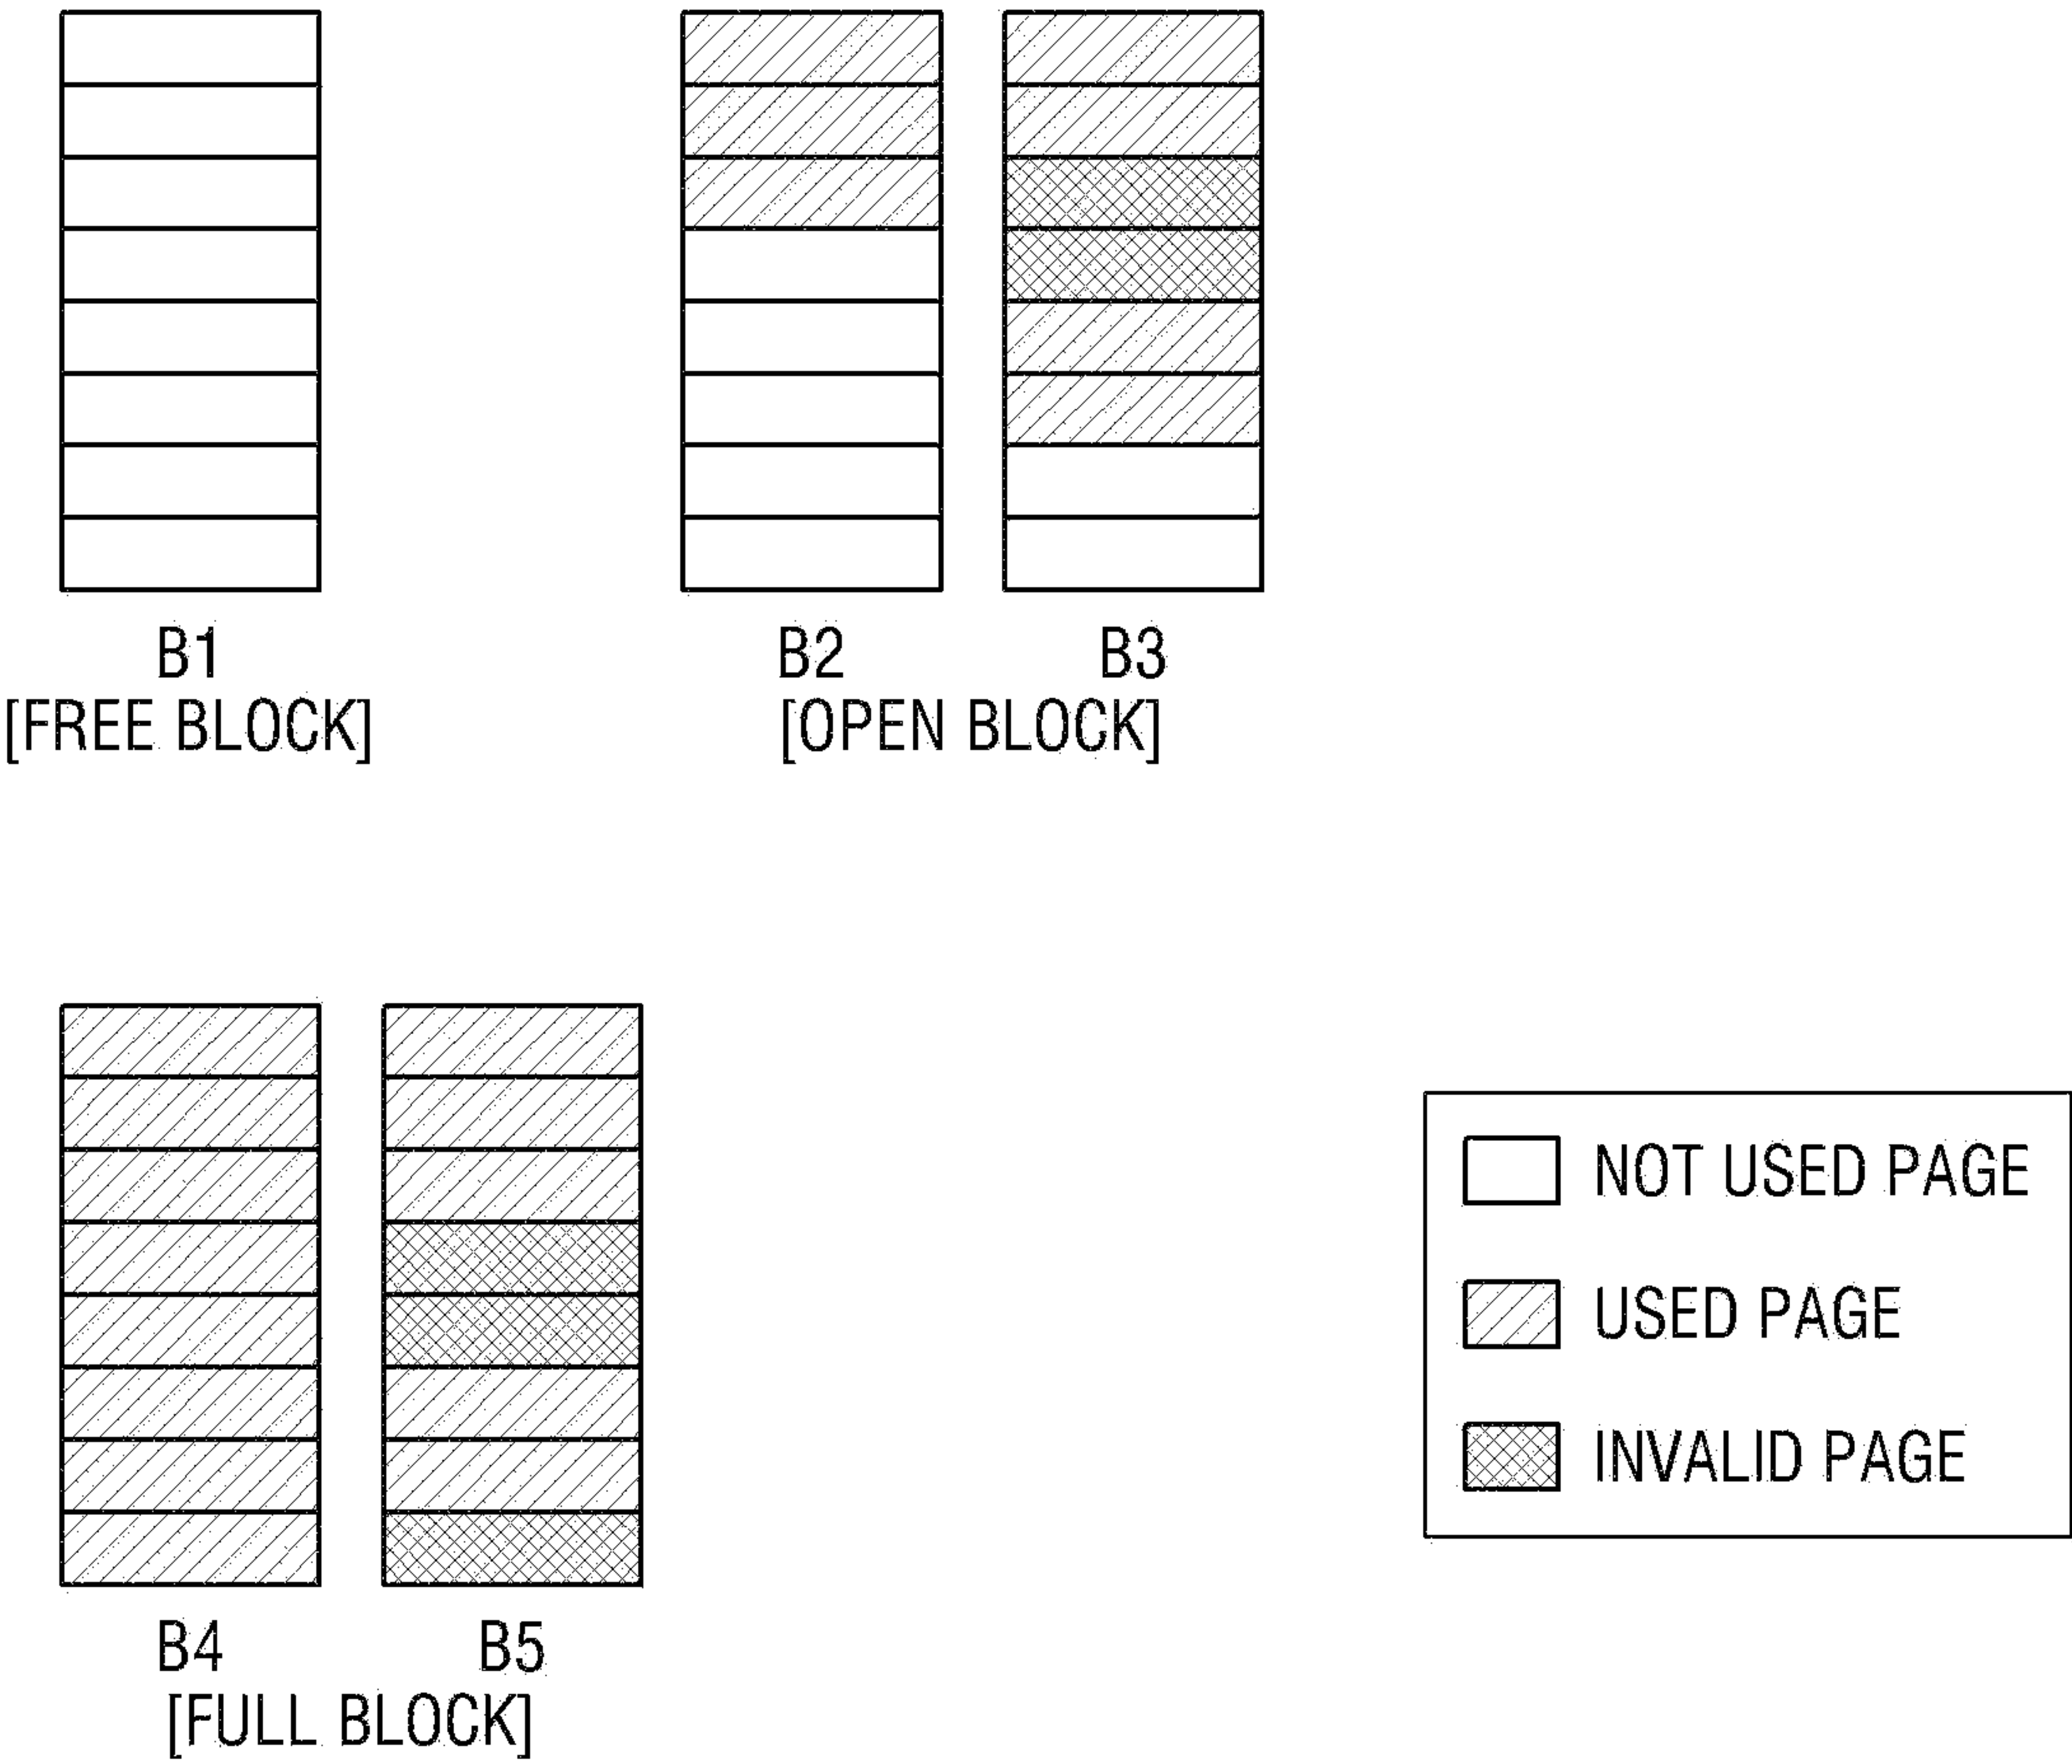 B1
[FREE BLOCK]
B2 B3
[OPEN BLOCK]
B4 B5
[FULL BLOCK]
NOT USED PAGE
USED PAGE
INVALID PAGE